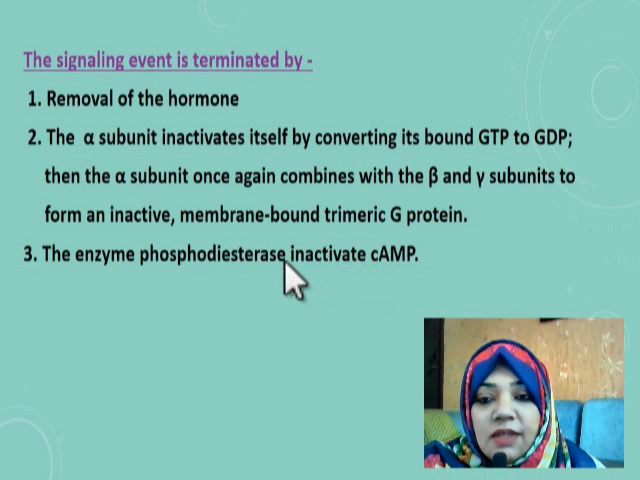 The signaling event is terminated by -
1. Removal of the hormone
2. The α subunit inactivates itself by converting its bound GTP to GDP;
then the α subunit once again combines with the β and γ subunits to
form an inactive, membrane-bound trimeric G protein.
3. The enzyme phosphodiesterase inactivate cAMP.